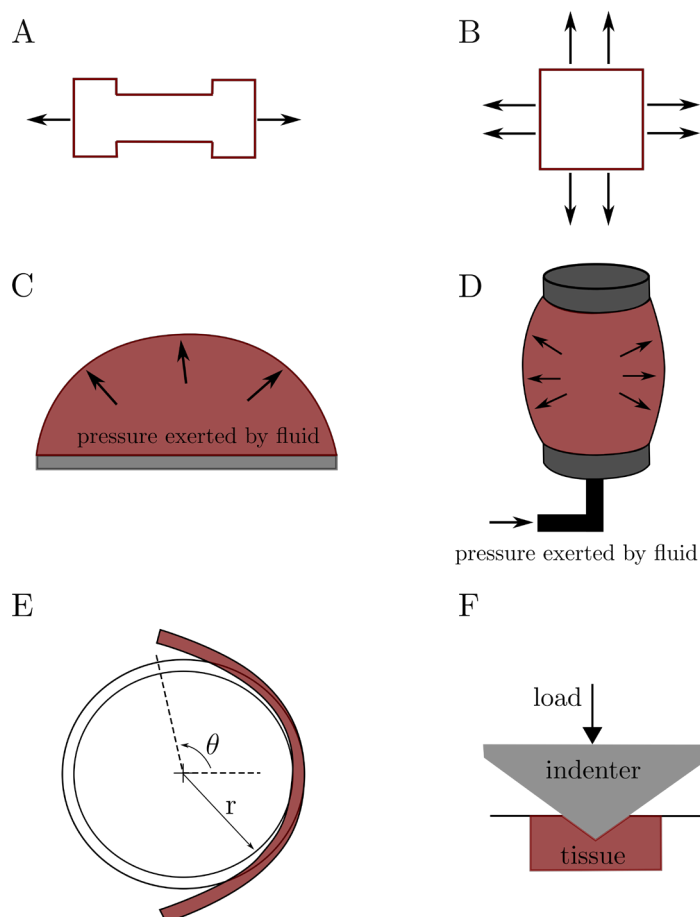 A
B
C
pressure exerted by fluid
D
pressure exerted by fluid
E
θ
r
F
load
indenter
tissue